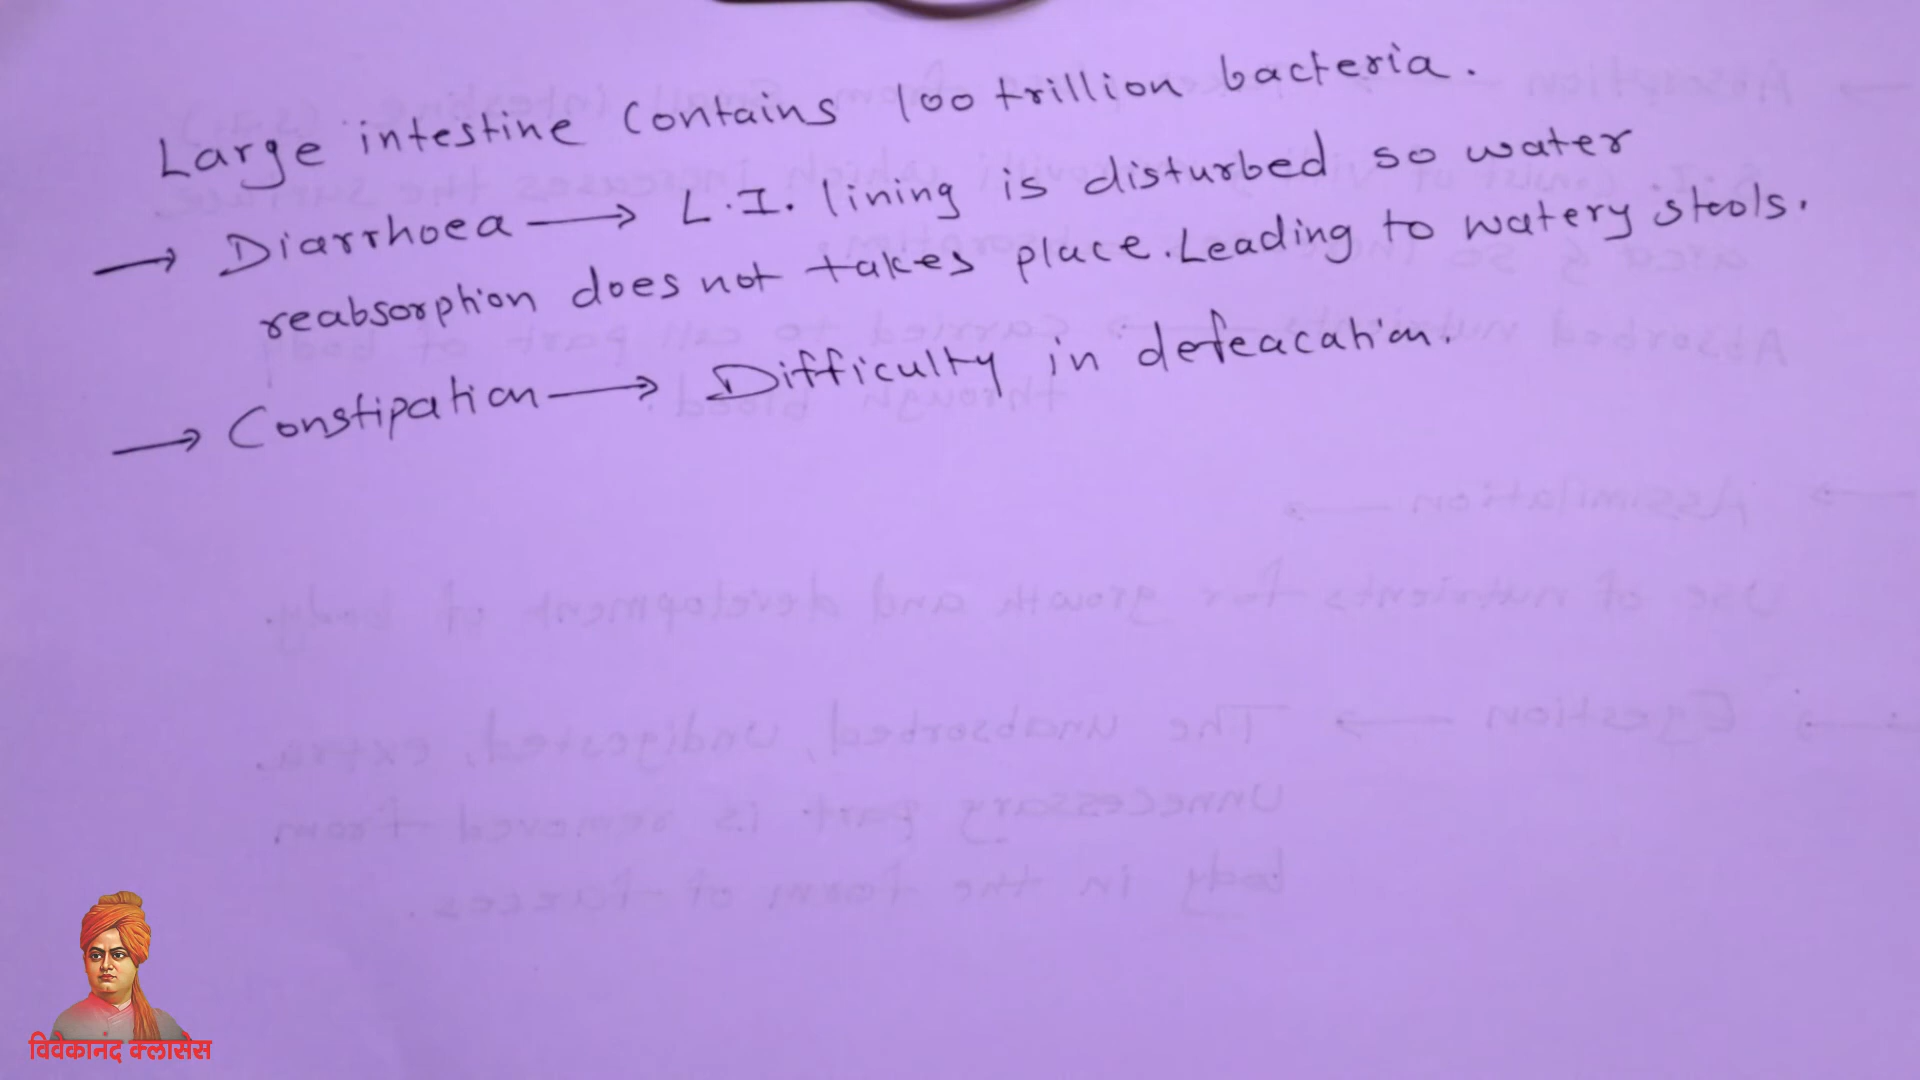 Large intestine contains 100 trillion bacteria.
→ Diarrhoea → L.I. lining is disturbed so water
reabsorption does not takes place. Leading to watery stools.
→ Constipation → Difficulty in defeacation.
विवेकानंद क्लासेस